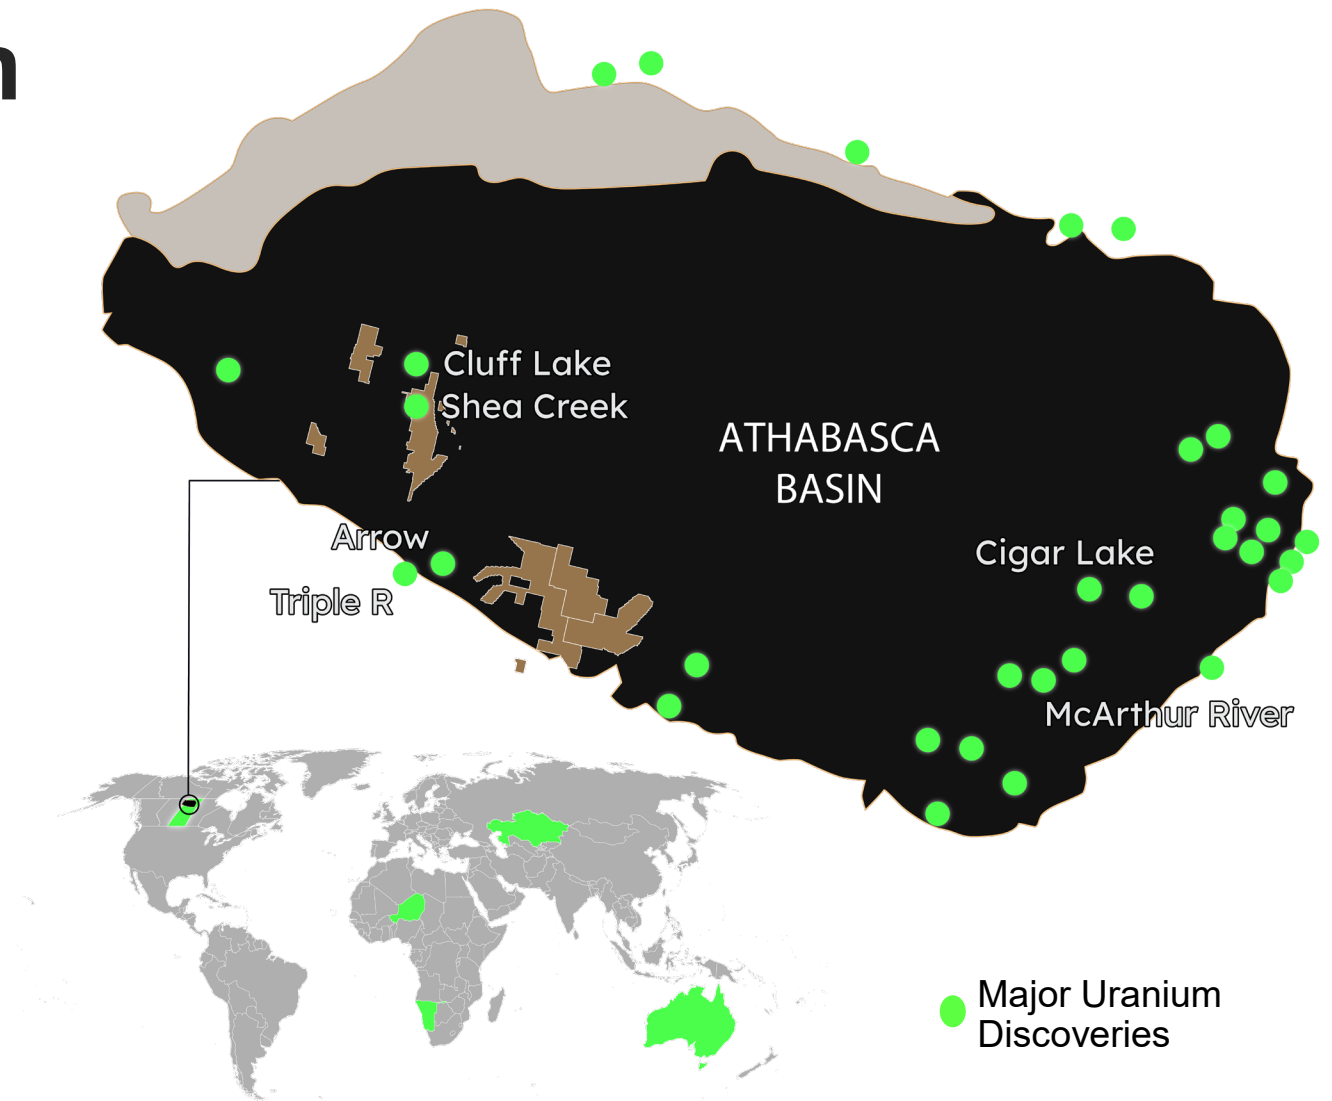 n
Cluff Lake
Shea Creek
ATHABASCA
BASIN
Arrow
Cigar Lake
Triple R
McArthur River
Major Uranium
Discoveries